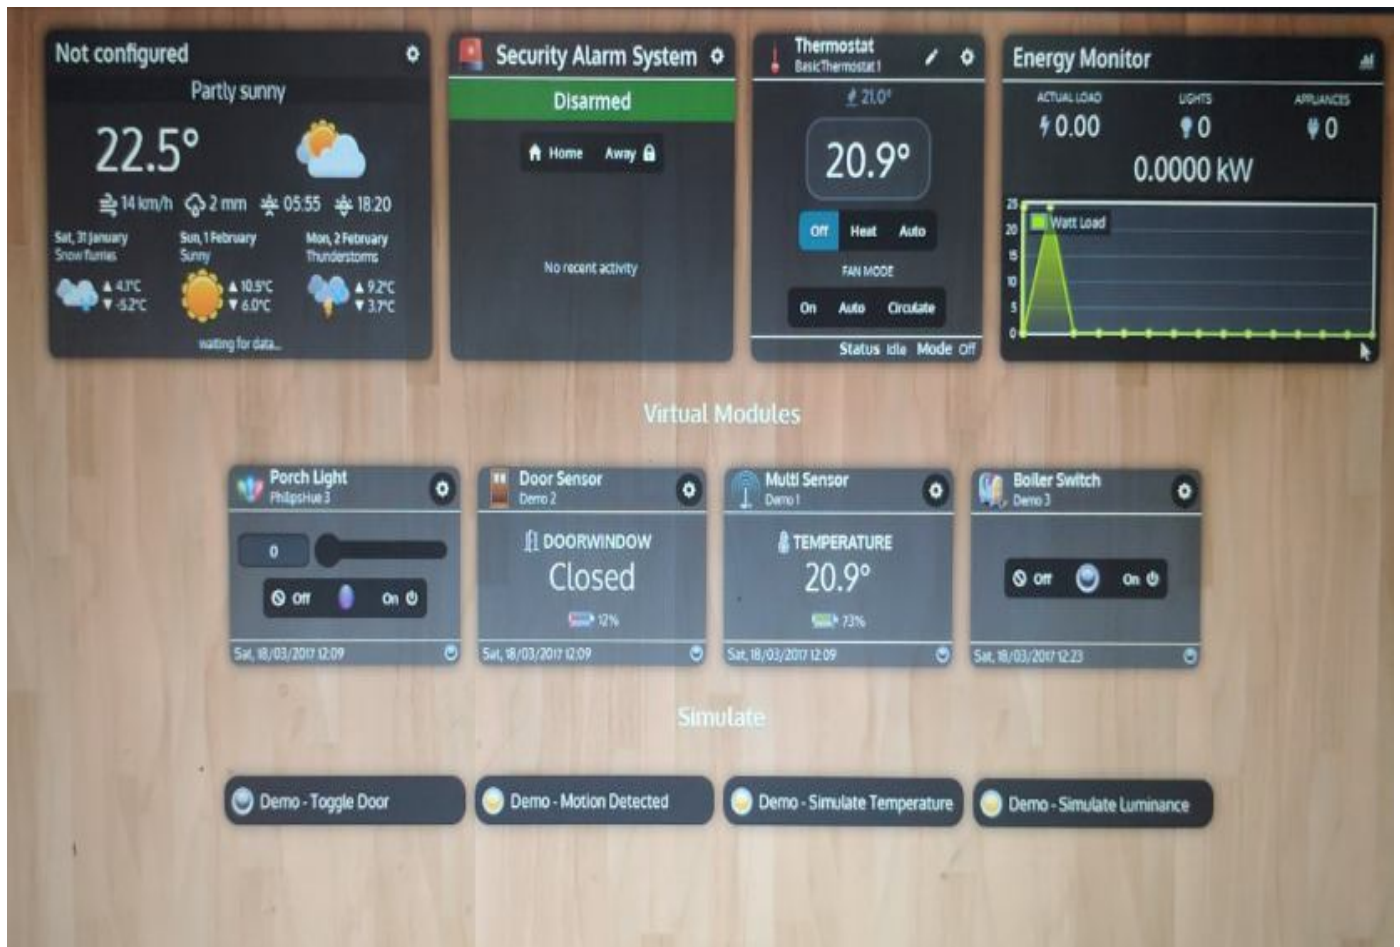 Not configured
Partly sunny
22.5°
14 km/h 2 mm 05:55 18:20
Sat, 31 January
Snow flurries
4.1°C
-5.2°C
Sun, 1 February
Sunny
10.5°C
6.0°C
Mon, 2 February
Thunderstorms
9.2°C
3.7°C
waiting for data...
Security Alarm System
Disarmed
Home Away
No recent activity
Thermostat
BasicThermostat 1
21.0°
20.9°
Off Heat Auto
FAN MODE
On Auto Circulate
Status Idle Mode Off
Energy Monitor
ACTUAL LOAD LIGHTS APPLIANCES
0.00 0 0
0.0000 kW
Watt Load
25
20
15
10
5
0
Virtual Modules
Porch Light
PhilipsHue 3
0
Off On
Sat, 18/03/2017 12:09
Door Sensor
Demo 2
DOORWINDOW
Closed
12%
Sat, 18/03/2017 12:09
Multi Sensor
Demo 1
TEMPERATURE
20.9°
73%
Sat, 18/03/2017 12:09
Boiler Switch
Demo 3
Off On
Sat, 18/03/2017 12:23
Simulate
Demo - Toggle Door
Demo - Motion Detected
Demo - Simulate Temperature
Demo - Simulate Luminance